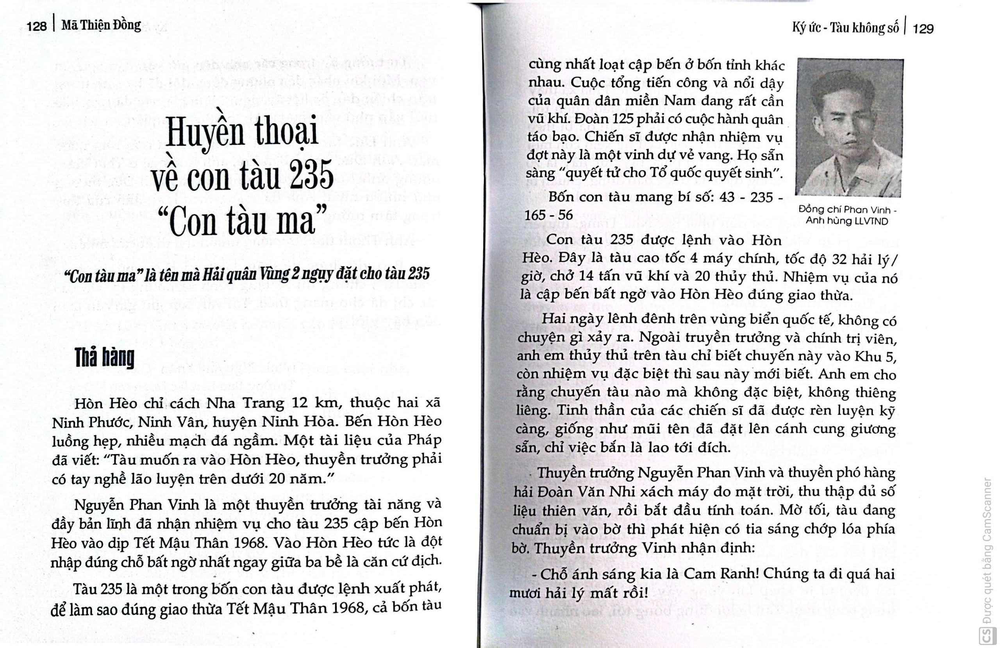 128 | Mã Thiện Đồng
Huyền thoại
về con tàu 235
“Con tàu ma”
“Con tàu ma” là tên mà Hải quân Vùng 2 ngụy đặt cho tàu 235
Thả hàng
Hòn Hèo chỉ cách Nha Trang 12 km, thuộc hai xã
Ninh Phước, Ninh Vân, huyện Ninh Hòa. Bến Hòn Hèo
luồng hẹp, nhiều mạch đá ngầm. Một tài liệu của Pháp
đã viết: “Tàu muốn ra vào Hòn Hèo, thuyền trưởng phải
có tay nghề lão luyện trên dưới 20 năm.”
Nguyễn Phan Vinh là một thuyền trưởng tài năng và
đầy bản lĩnh đã nhận nhiệm vụ cho tàu 235 cập bến Hòn
Hèo vào dịp Tết Mậu Thân 1968. Vào Hòn Hèo tức là đột
nhập đúng chỗ bất ngờ nhất ngay giữa ba bề là căn cứ địch.
Tàu 235 là một trong bốn con tàu được lệnh xuất phát,
để làm sao đúng giao thừa Tết Mậu Thân 1968, cả bốn tàu
Ký ức - Tàu không số | 129
cùng nhất loạt cập bến ở bốn tỉnh khác
nhau. Cuộc tổng tiến công và nổi dậy
của quân dân miền Nam đang rất cần
vũ khí. Đoàn 125 phải có cuộc hành quân
táo bạo. Chiến sĩ được nhận nhiệm vụ
đợt này là một vinh dự vẻ vang. Họ sẵn
sàng “quyết tử cho Tổ quốc quyết sinh”.
Bốn con tàu mang bí số: 43 - 235 -
165 - 56
Đồng chí Phan Vinh -
Anh hùng LLVTND
Con tàu 235 được lệnh vào Hòn
Hèo. Đây là tàu cao tốc 4 máy chính, tốc độ 32 hải lý/
giờ, chở 14 tấn vũ khí và 20 thủy thủ. Nhiệm vụ của nó
là cập bến bất ngờ vào Hòn Hèo đúng giao thừa.
Hai ngày lênh đênh trên vùng biển quốc tế, không có
chuyện gì xảy ra. Ngoài truyền trưởng và chính trị viên,
anh em thủy thủ trên tàu chỉ biết chuyến này vào Khu 5,
còn nhiệm vụ đặc biệt thì sau này mới biết. Anh em cho
rằng chuyến tàu nào mà không đặc biệt, không thiêng
liêng. Tinh thần của các chiến sĩ đã được rèn luyện kỹ
càng, giống như mũi tên đã đặt lên cánh cung giương
sẵn, chỉ việc bắn là lao tới đích.
Thuyền trưởng Nguyễn Phan Vinh và thuyền phó hàng
hải Đoàn Văn Nhi xách máy đo mặt trời, thu thập đủ số
liệu thiên văn, rồi bắt đầu tính toán. Mờ tối, tàu đang
chuẩn bị vào bờ thì phát hiện có tia sáng chớp lóa phía
bờ. Thuyền trưởng Vinh nhận định:
- Chỗ ánh sáng kia là Cam Ranh! Chúng ta đi quá hai
mươi hải lý mất rồi!
CS Được quét bằng CamScanner